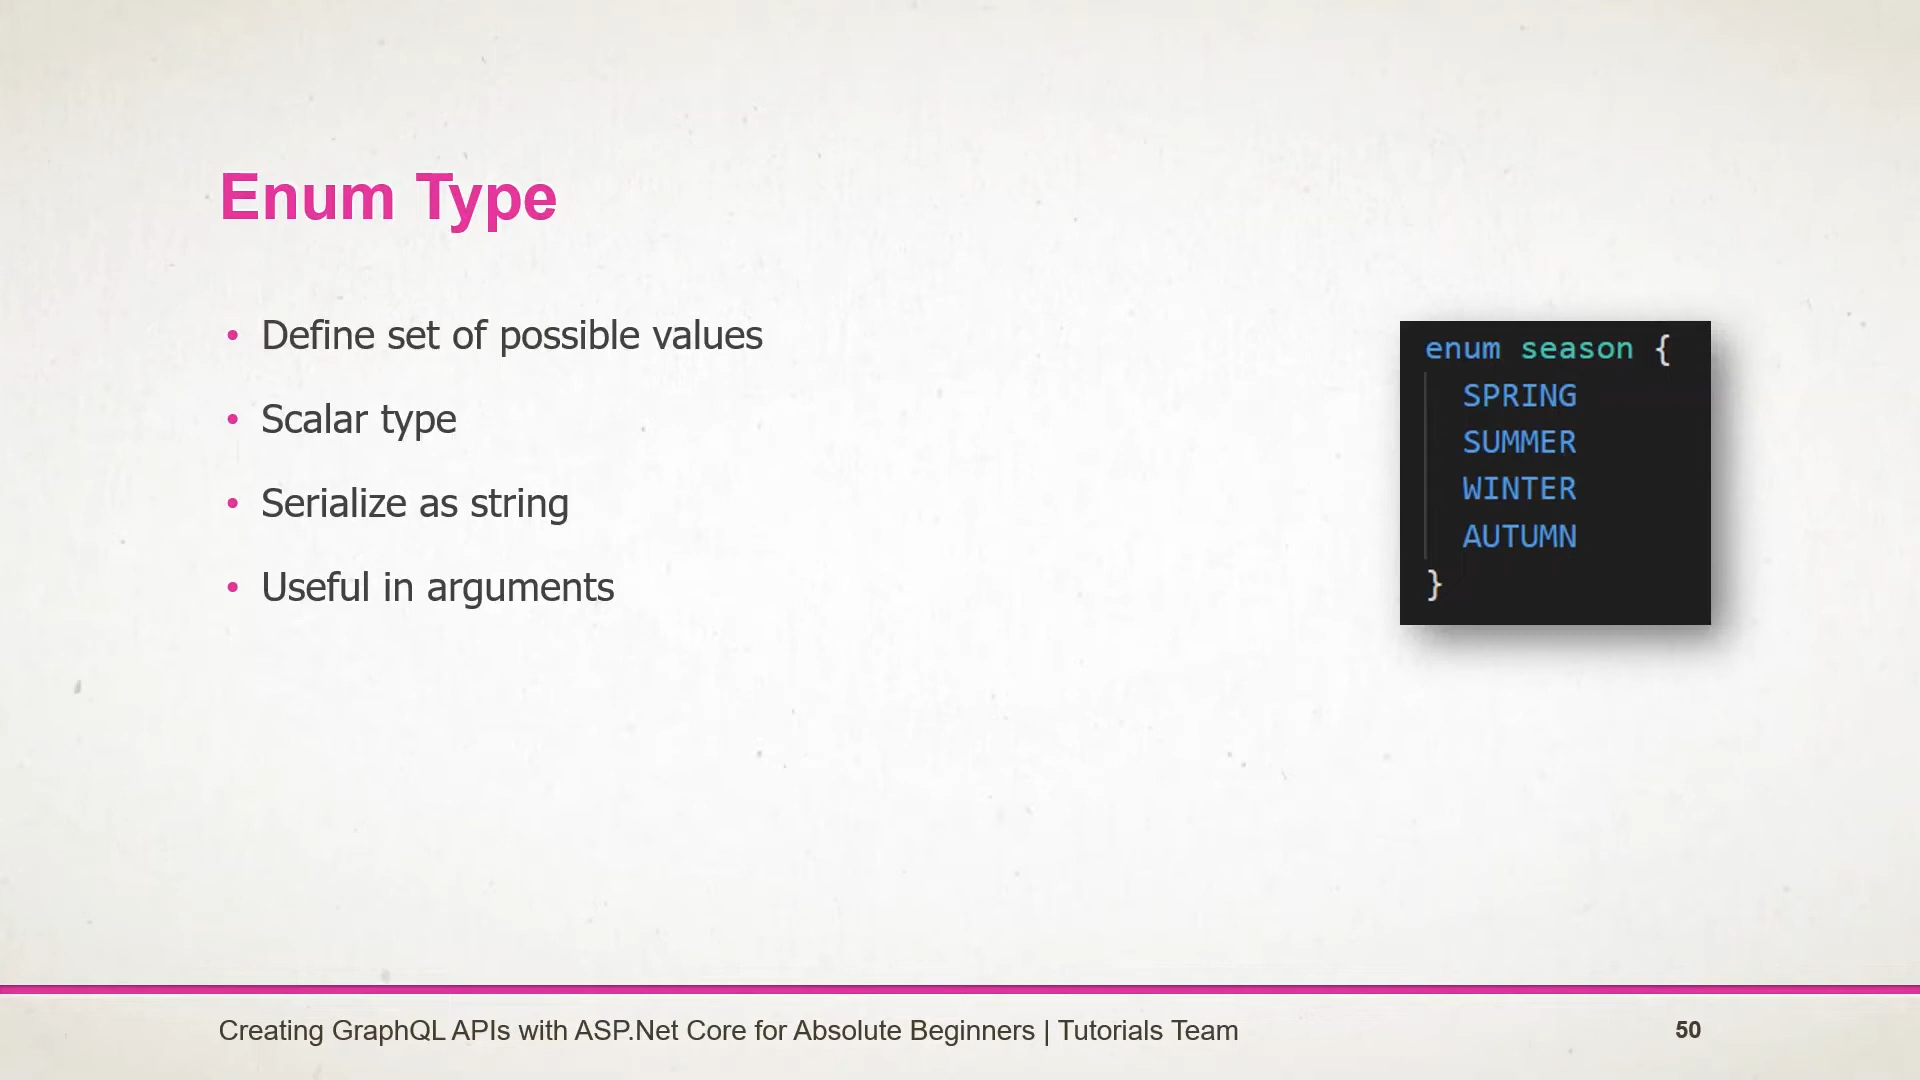 Enum Type
• Define set of possible values
• Scalar type
• Serialize as string
• Useful in arguments
enum season {
SPRING
SUMMER
WINTER
AUTUMN
}
Creating GraphQL APIs with ASP.Net Core for Absolute Beginners | Tutorials Team
50